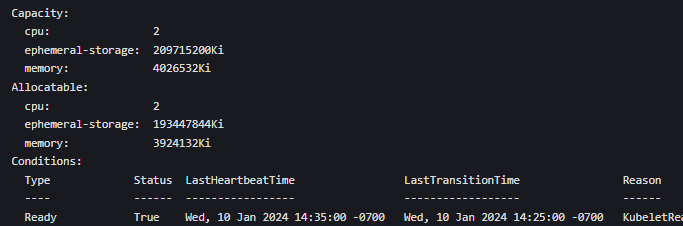 Capacity:
  cpu:                2
  ephemeral-storage:  209715200Ki
  memory:             4026532Ki
Allocatable:
  cpu:                2
  ephemeral-storage:  193447844Ki
  memory:             3924132Ki
Conditions:
  Type             Status  LastHeartbeatTime                 LastTransitionTime                Reason
  ----             ------  -----------------                 ------------------                ------
  Ready            True    Wed, 10 Jan 2024 14:35:00 -0700   Wed, 10 Jan 2024 14:25:00 -0700   KubeletRea